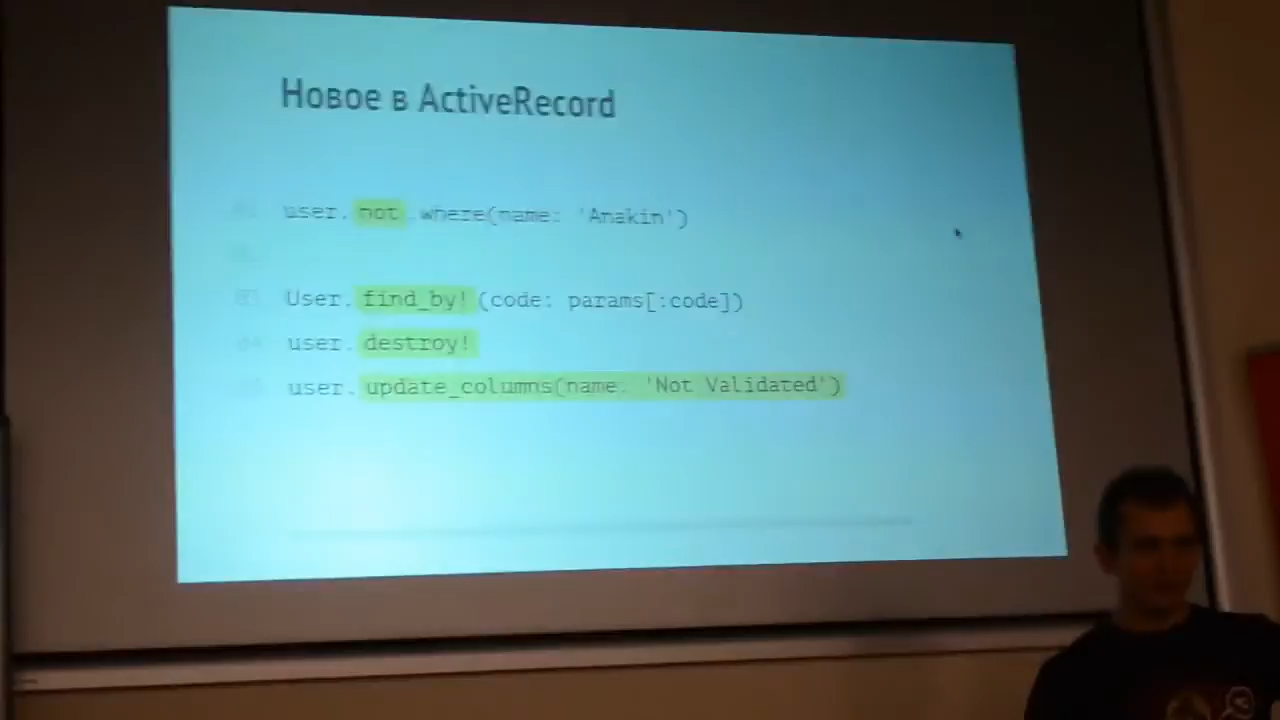 Новое в ActiveRecord
user.not.where(name: 'Anakin')
User.find_by!(code: params[:code])
user.destroy!
user.update_columns(name: 'Not Validated')